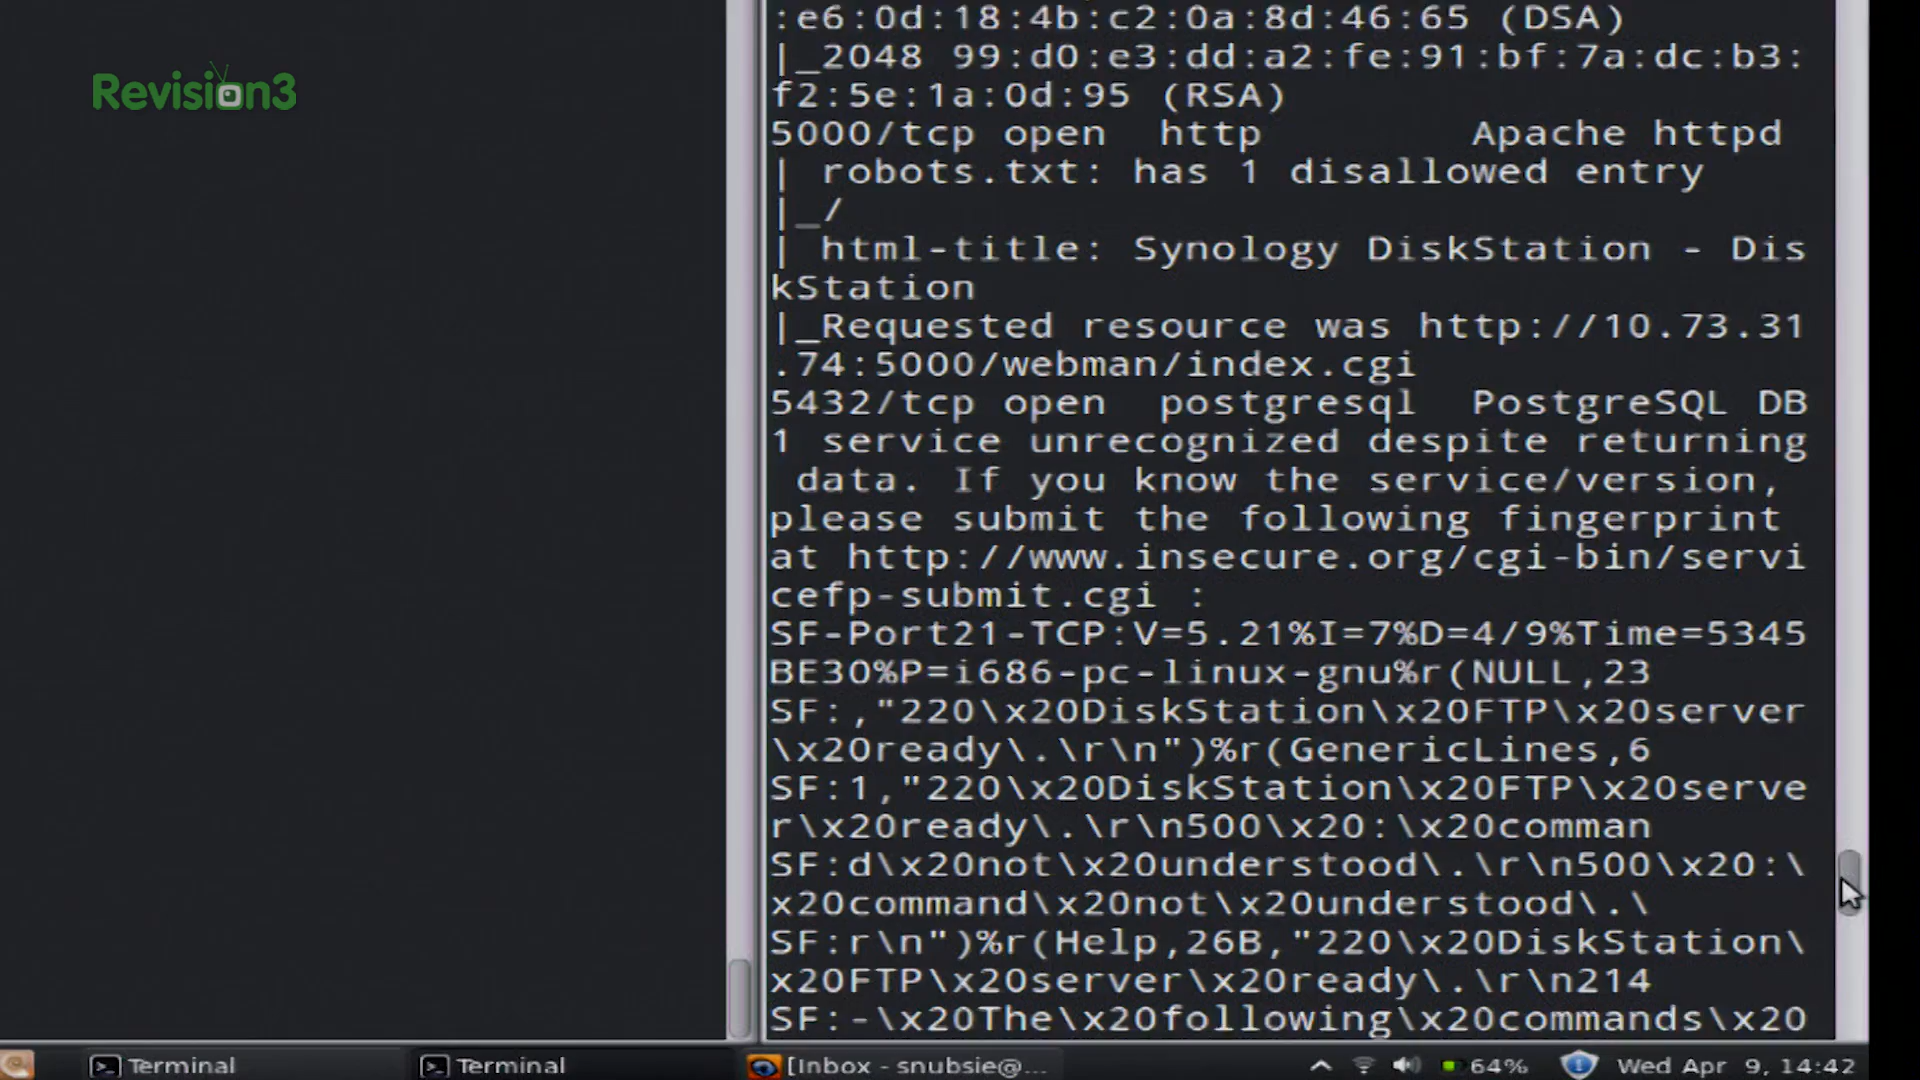 Revision3
:e6:0d:18:4b:c2:0a:8d:46:65 (DSA)
|_2048 99:d0:e3:dd:a2:fe:91:bf:7a:dc:b3:
f2:5e:1a:0d:95 (RSA)
5000/tcp open  http        Apache httpd
| robots.txt: has 1 disallowed entry
|_/
| html-title: Synology DiskStation - Dis
kStation
|_Requested resource was http://10.73.31
.74:5000/webman/index.cgi
5432/tcp open  postgresql  PostgreSQL DB
1 service unrecognized despite returning
 data. If you know the service/version,
please submit the following fingerprint
at http://www.insecure.org/cgi-bin/servi
cefp-submit.cgi :
SF-Port21-TCP:V=5.21%I=7%D=4/9%Time=5345
BE30%P=i686-pc-linux-gnu%r(NULL,23
SF:,"220\x20DiskStation\x20FTP\x20server
\x20ready\.\r\n")%r(GenericLines,6
SF:1,"220\x20DiskStation\x20FTP\x20serve
r\x20ready\.\r\n500\x20:\x20comman
SF:d\x20not\x20understood\.\r\n500\x20:\
x20command\x20not\x20understood\.\
SF:r\n")%r(Help,26B,"220\x20DiskStation\
x20FTP\x20server\x20ready\.\r\n214
SF:-\x20The\x20following\x20commands\x20
Terminal
Terminal
[Inbox - snubsie@...
64%
Wed Apr  9, 14:42